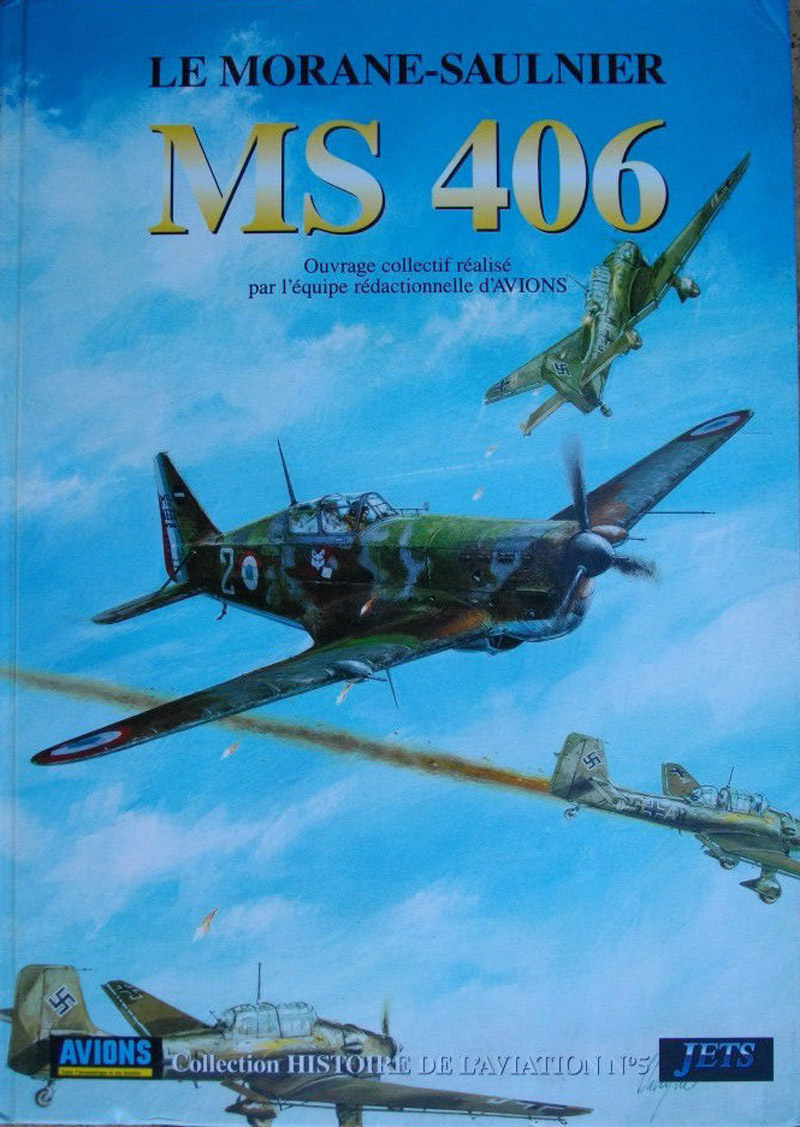 LE MORANE-SAULNIER
MS 406
Ouvrage collectif réalisé
par l'équipe rédactionnelle d'AVIONS
2
AVIONS
Collection HISTOIRE DE L'AVIATION N°5
JETS